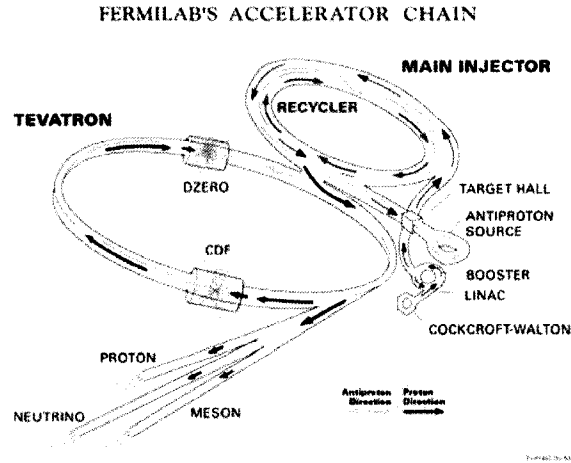 FERMILAB'S ACCELERATOR CHAIN
MAIN INJECTOR
RECYCLER
TEVATRON
DZERO
TARGET HALL
ANTIPROTON
SOURCE
CDF
BOOSTER
LINAC
COCKCROFT-WALTON
PROTON
NEUTRINO
MESON
Antiproton Proton
Direction Direction